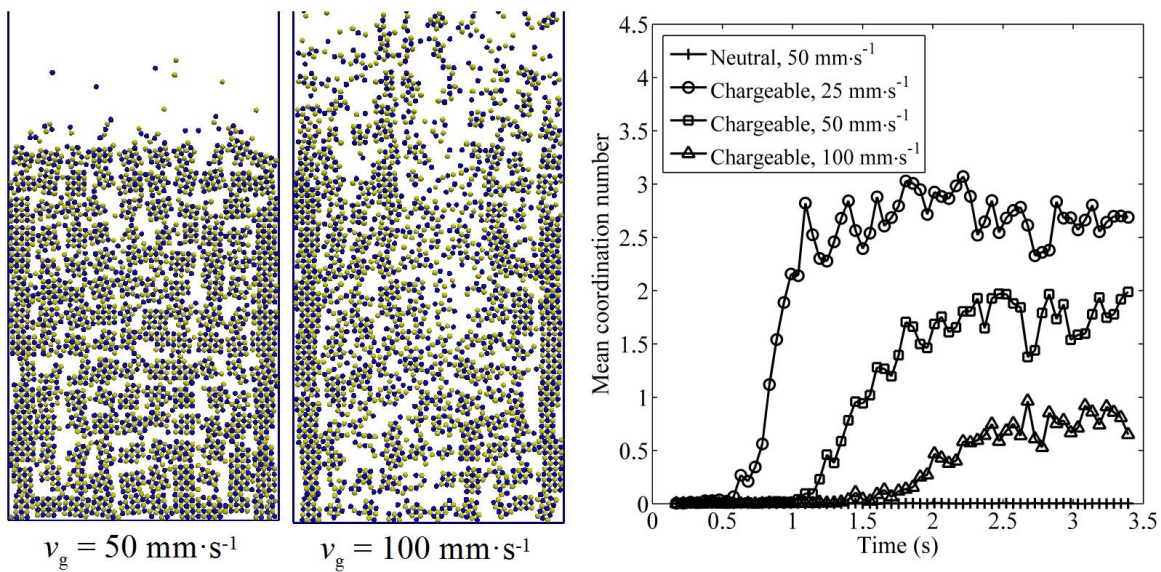 v_g = 50 mm·s⁻¹
v_g = 100 mm·s⁻¹
4.5
4
3.5
3
2.5
2
1.5
1
0.5
0
Mean coordination number
Neutral, 50 mm·s⁻¹
Chargeable, 25 mm·s⁻¹
Chargeable, 50 mm·s⁻¹
Chargeable, 100 mm·s⁻¹
0 0.5 1 1.5 2 2.5 3 3.5
Time (s)